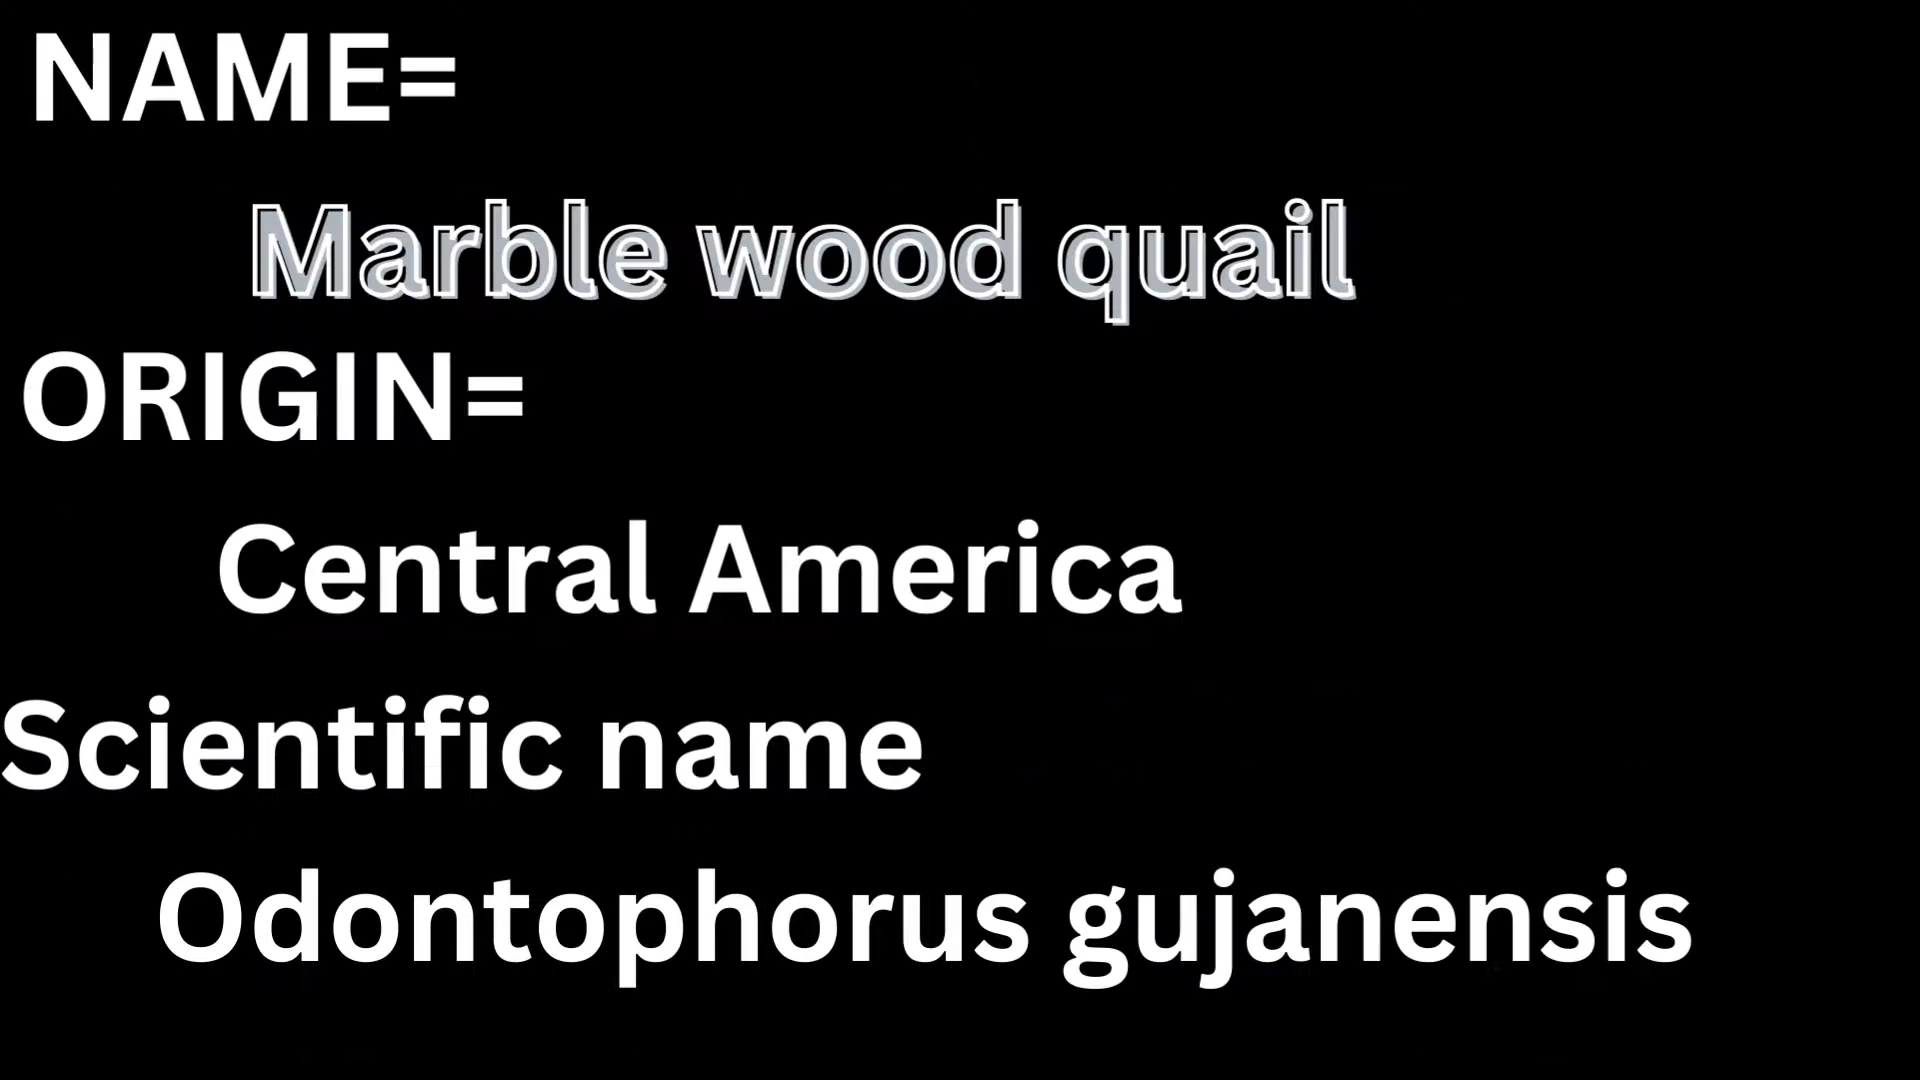 NAME=
Marble wood quail
ORIGIN=
Central America
Scientific name
Odontophorus gujanensis